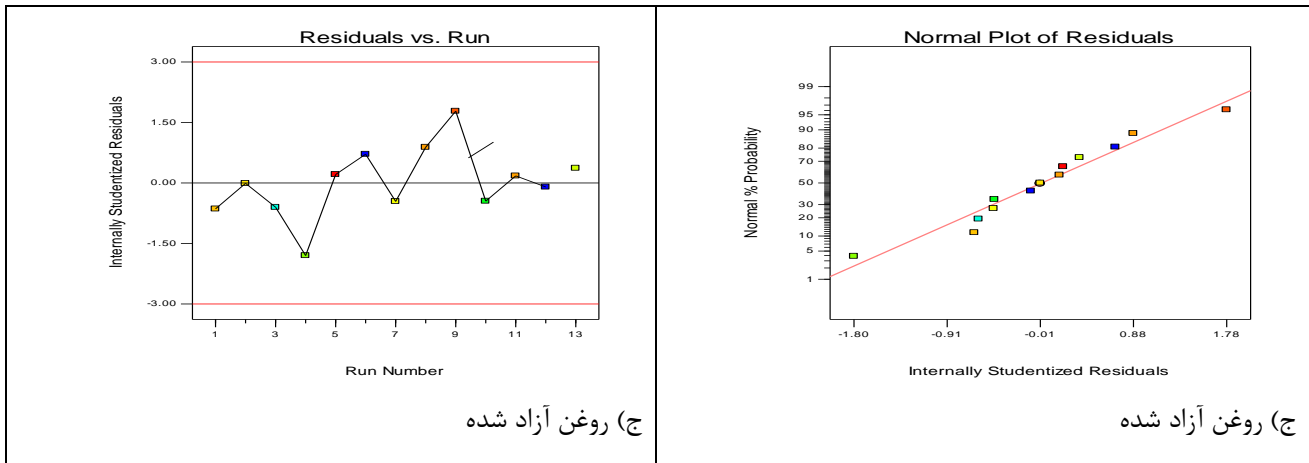 Residuals vs. Run
Internally Studentized Residuals
3.00
1.50
0.00
-1.50
-3.00
1 3 5 7 9 11 13
Run Number
ج) روغن آزاد شده
Normal Plot of Residuals
Normal % Probability
99
95
90
80
70
50
30
20
10
5
1
-1.80 -0.91 -0.01 0.88 1.78
Internally Studentized Residuals
ج) روغن آزاد شده